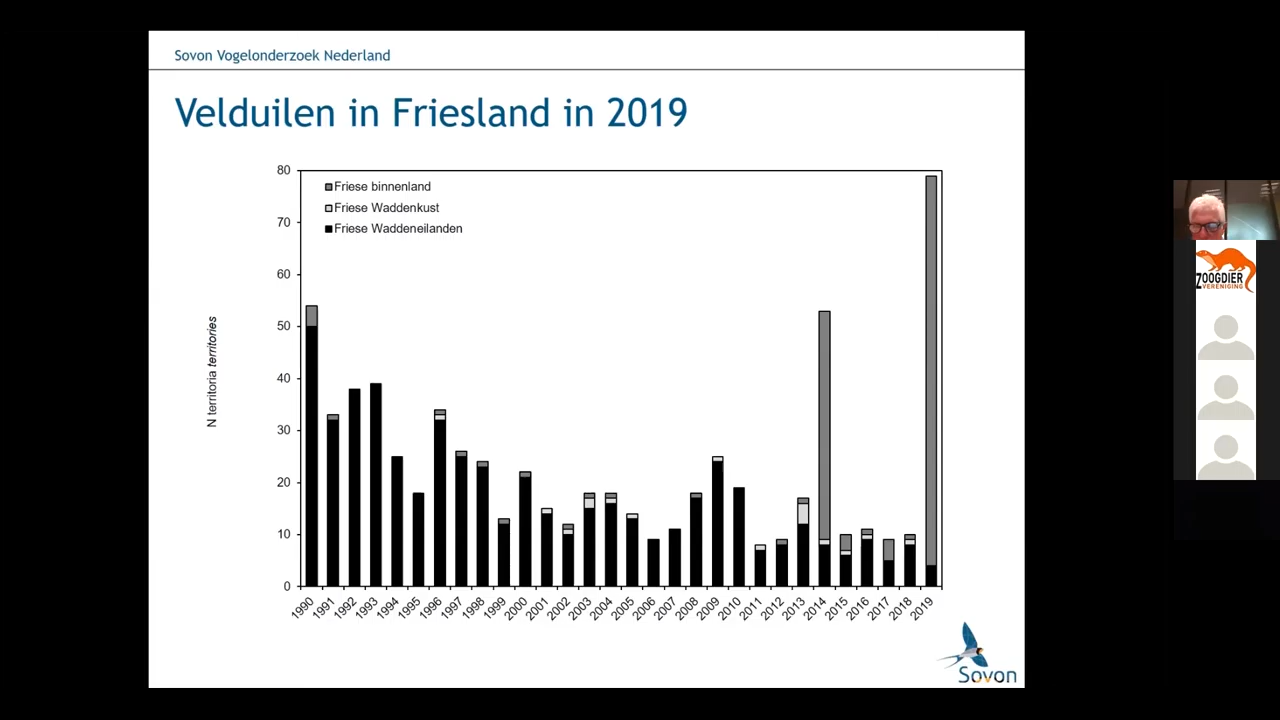 Sovon Vogelonderzoek Nederland
Velduilen in Friesland in 2019
80
70
60
50
40
30
20
10
0
N territoria territories
Friese binnenland
Friese Waddenkust
Friese Waddeneilanden
1990 1991 1992 1993 1994 1995 1996 1997 1998 1999 2000 2001 2002 2003 2004 2005 2006 2007 2008 2009 2010 2011 2012 2013 2014 2015 2016 2017 2018 2019
Sovon
ZOOGDIER
VERENIGING